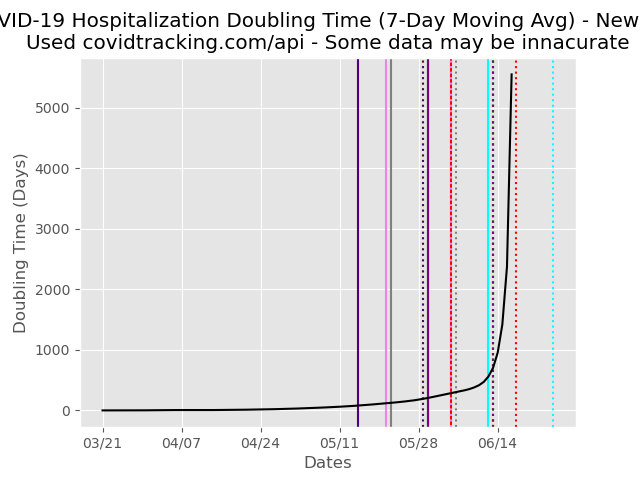 VID-19 Hospitalization Doubling Time (7-Day Moving Avg) - New
Used covidtracking.com/api - Some data may be innacurate
Doubling Time (Days)
5000
4000
3000
2000
1000
0
03/21 04/07 04/24 05/11 05/28 06/14
Dates